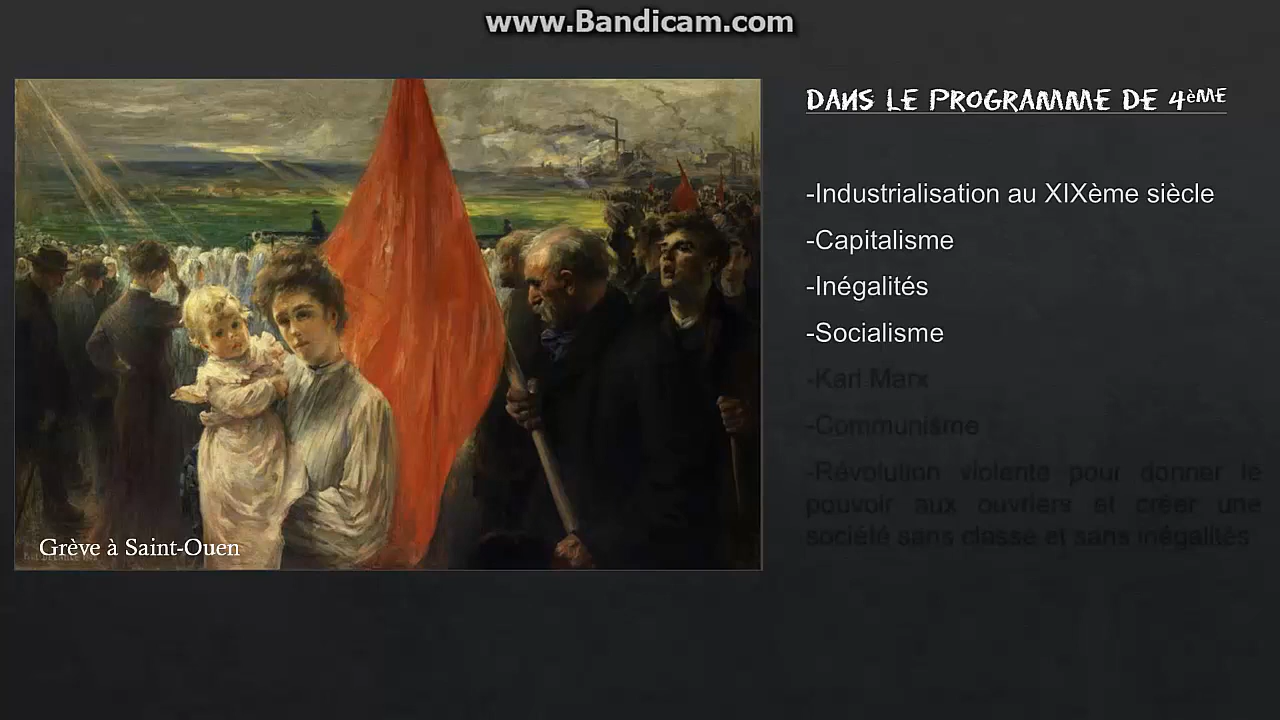 www.Bandicam.com
DANS LE PROGRAMME DE 4èME
-Industrialisation au XIXème siècle
-Capitalisme
-Inégalités
-Socialisme
-Karl Marx
-Communisme
-Révolution violente pour donner le
pouvoir aux ouvriers et créer une
société sans classe et sans inégalités
Grève à Saint-Ouen